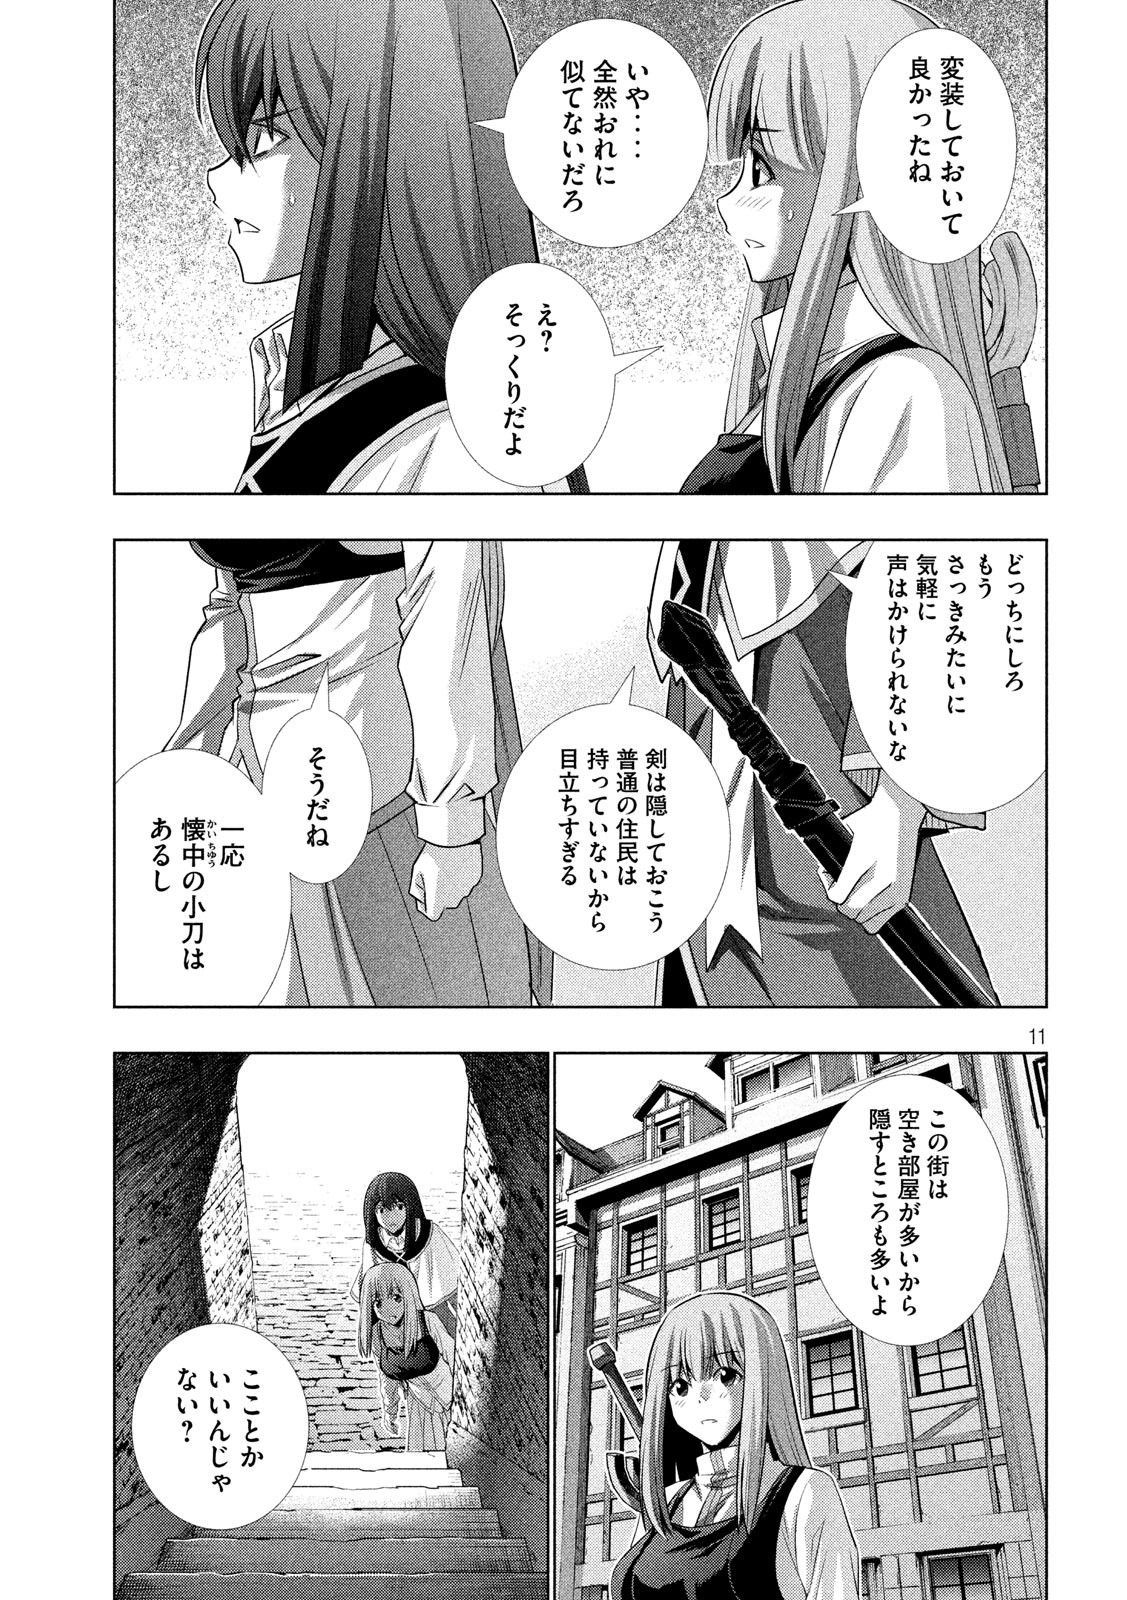 変装しておいて
良かったね
いや‥‥
全然おれに
似てないだろ
え?
そっくりだよ
どっちにしろ
もう
さっきみたいに
気軽に
声はかけられないな
剣は隠しておこう
普通の住民は
持っていないから
目立ちすぎる
そうだね
一応
懐中の小刀は
かいちゅう
あるし
11
この街は
空き部屋が多いから
隠すところも多いよ
こことか
いいんじゃ
ない?